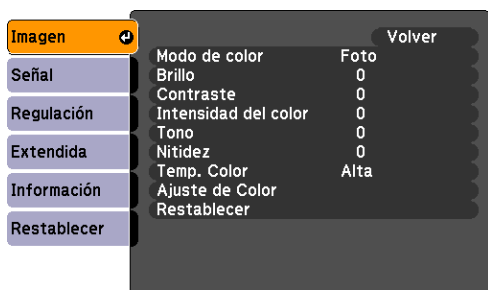 Imagen
Señal
Regulación
Extendida
Información
Restablecer
Volver
Modo de color Foto
Brillo 0
Contraste 0
Intensidad del color 0
Tono 0
Nitidez 0
Temp. Color Alta
Ajuste de Color
Restablecer